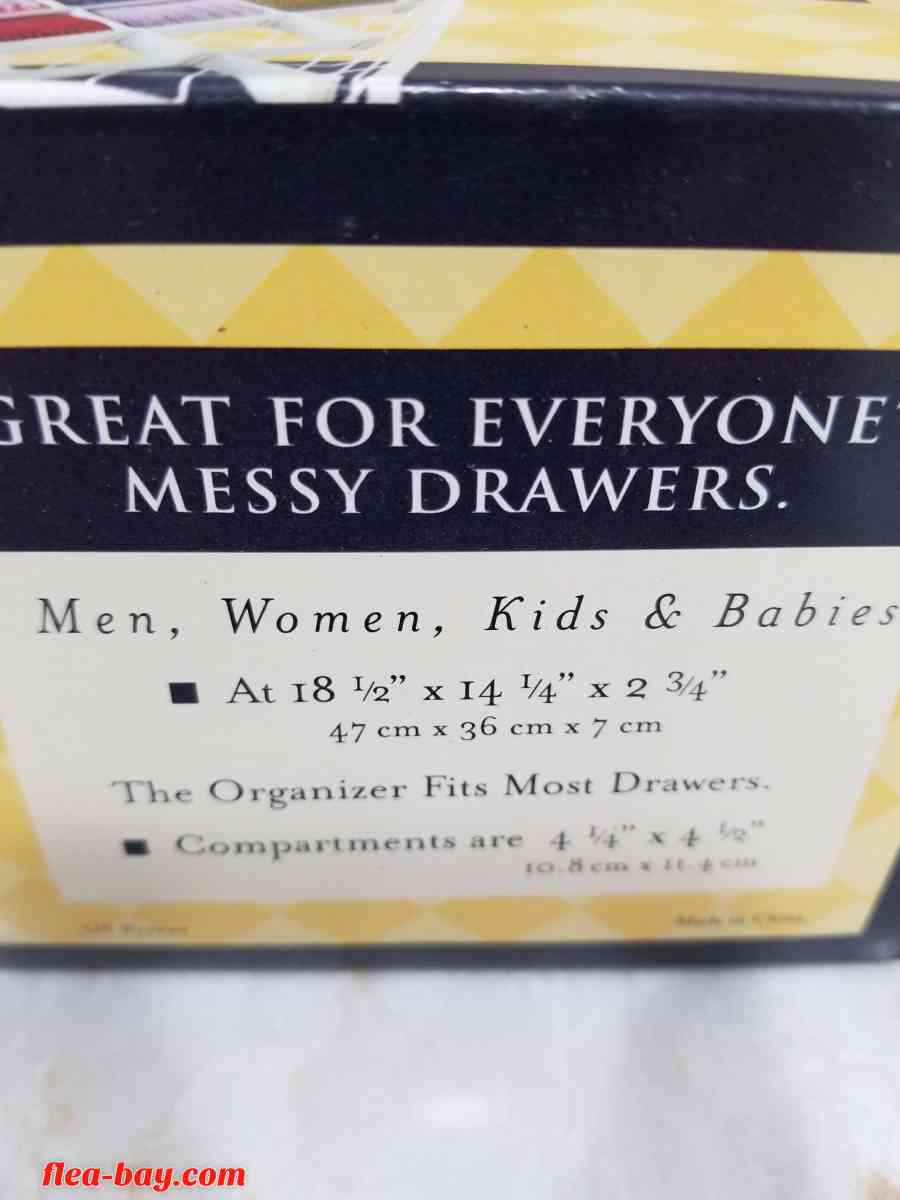 GREAT FOR EVERYONE'
MESSY DRAWERS.
Men, Women, Kids & Babies
■ At 18 1/2" x 14 1/4" x 2 3/4"
47 cm x 36 cm x 7 cm
The Organizer Fits Most Drawers.
■ Compartments are 4 1/4" x 4 1/2"
10.8 cm x 11.4 cm
Made in China
flea-bay.com